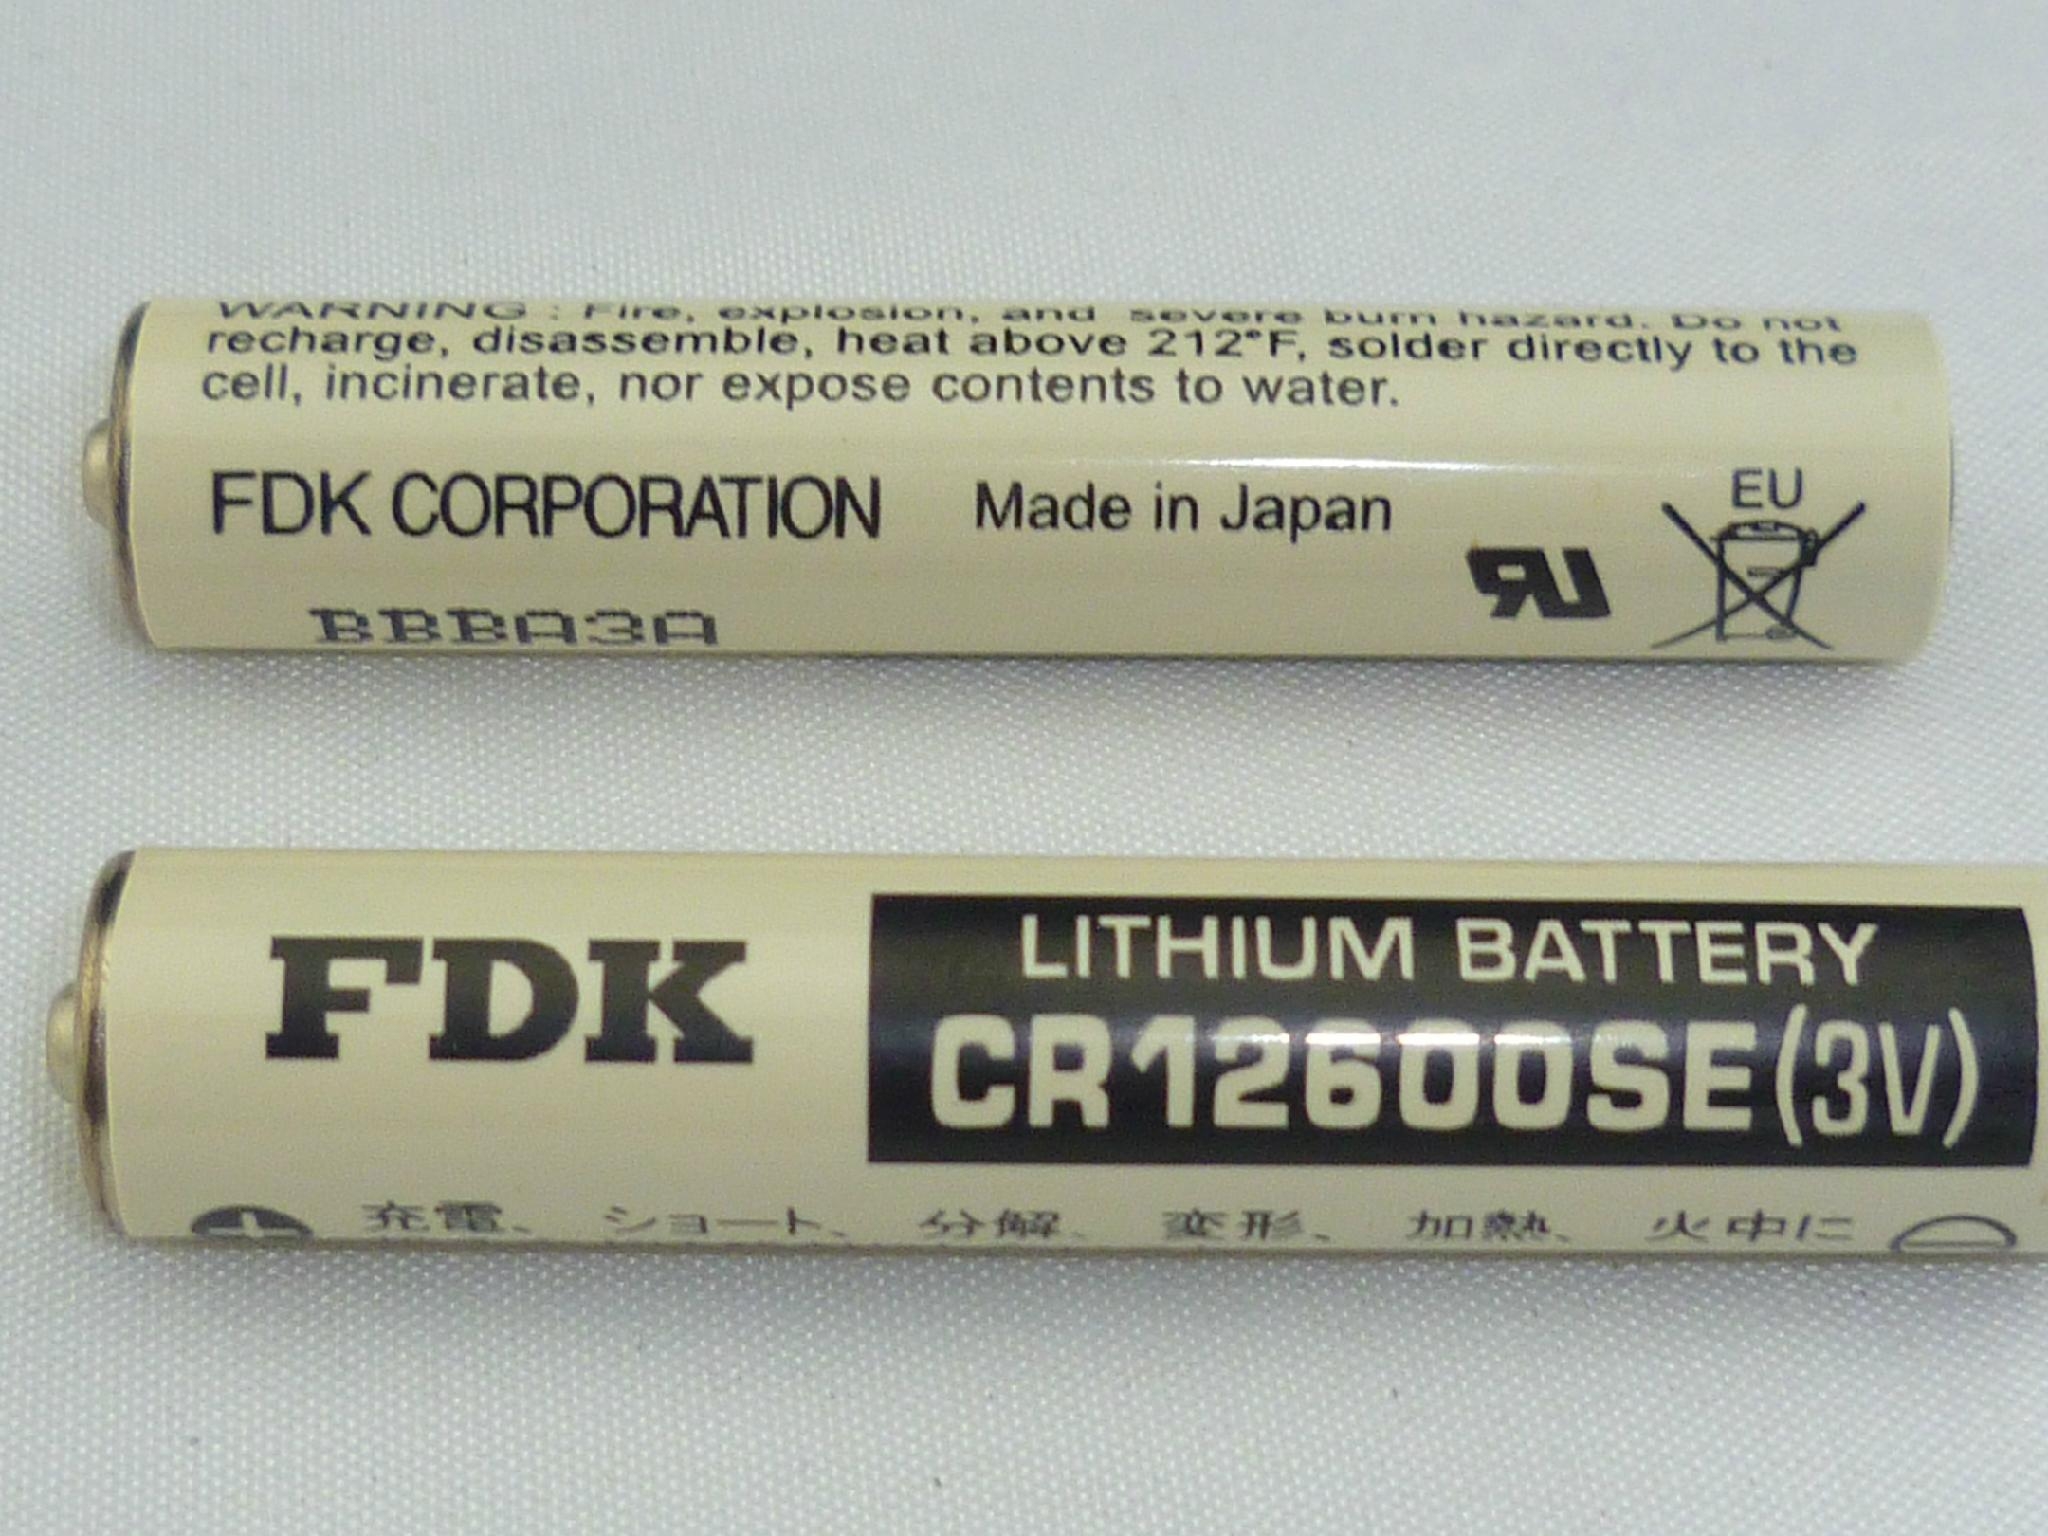 WARNING : Fire, explosion, and severe burn hazard. Do not
recharge, disassemble, heat above 212°F, solder directly to the
cell, incinerate, nor expose contents to water.
FDK CORPORATION Made in Japan
EU
RU
BBBA3A
FDK
LITHIUM BATTERY
CR12600SE(3V)
充電、ショート、分解、変形、加熱、火中に